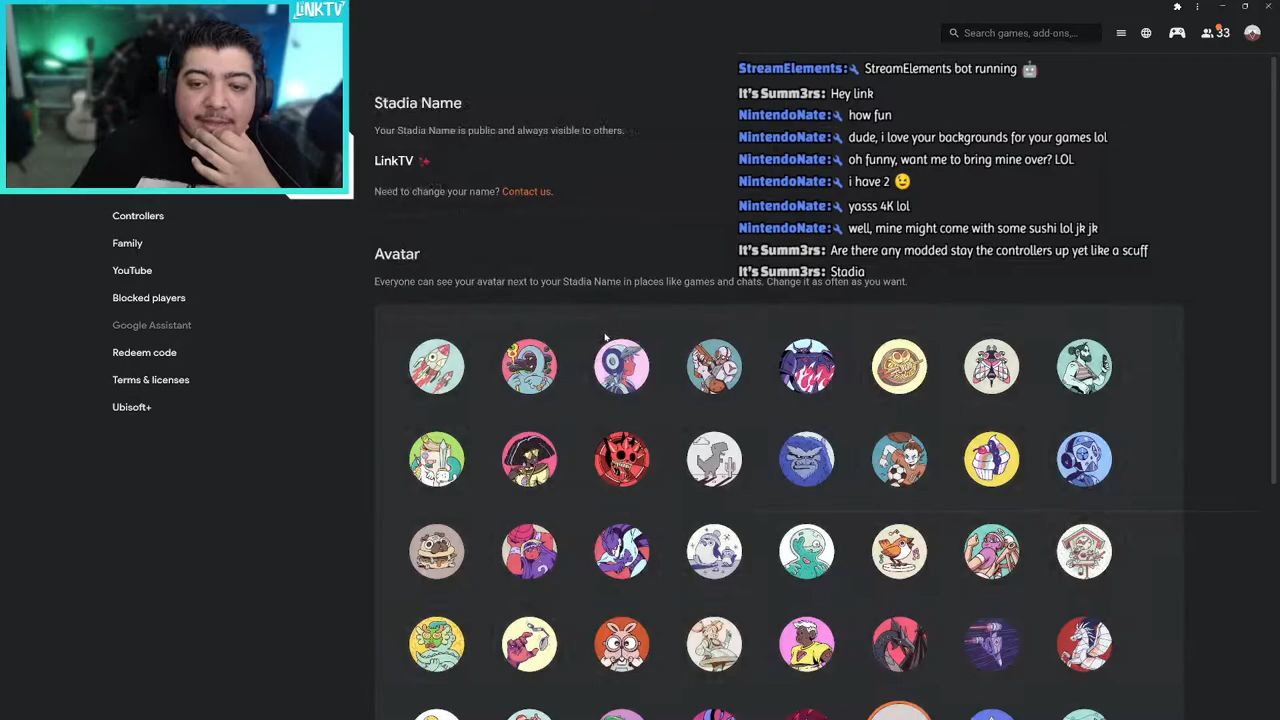 LINKTV
Search games, add-ons,...
33
StreamElements: StreamElements bot running 🤖
It's Summ3rs: Hey link
NintendoNate: how fun
NintendoNate: dude, i love your backgrounds for your games lol
NintendoNate: oh funny, want me to bring mine over? LOL
NintendoNate: i have 2 😉
NintendoNate: yasss 4K lol
NintendoNate: well, mine might come with some sushi lol jk jk
It's Summ3rs: Are there any modded stay the controllers up yet like a scuff
It's Summ3rs: Stadia
Stadia Name
Your Stadia Name is public and always visible to others.
LinkTV
Need to change your name? Contact us.
Avatar
Everyone can see your avatar next to your Stadia Name in places like games and chats. Change it as often as you want.
Controllers
Family
YouTube
Blocked players
Google Assistant
Redeem code
Terms & licenses
Ubisoft+